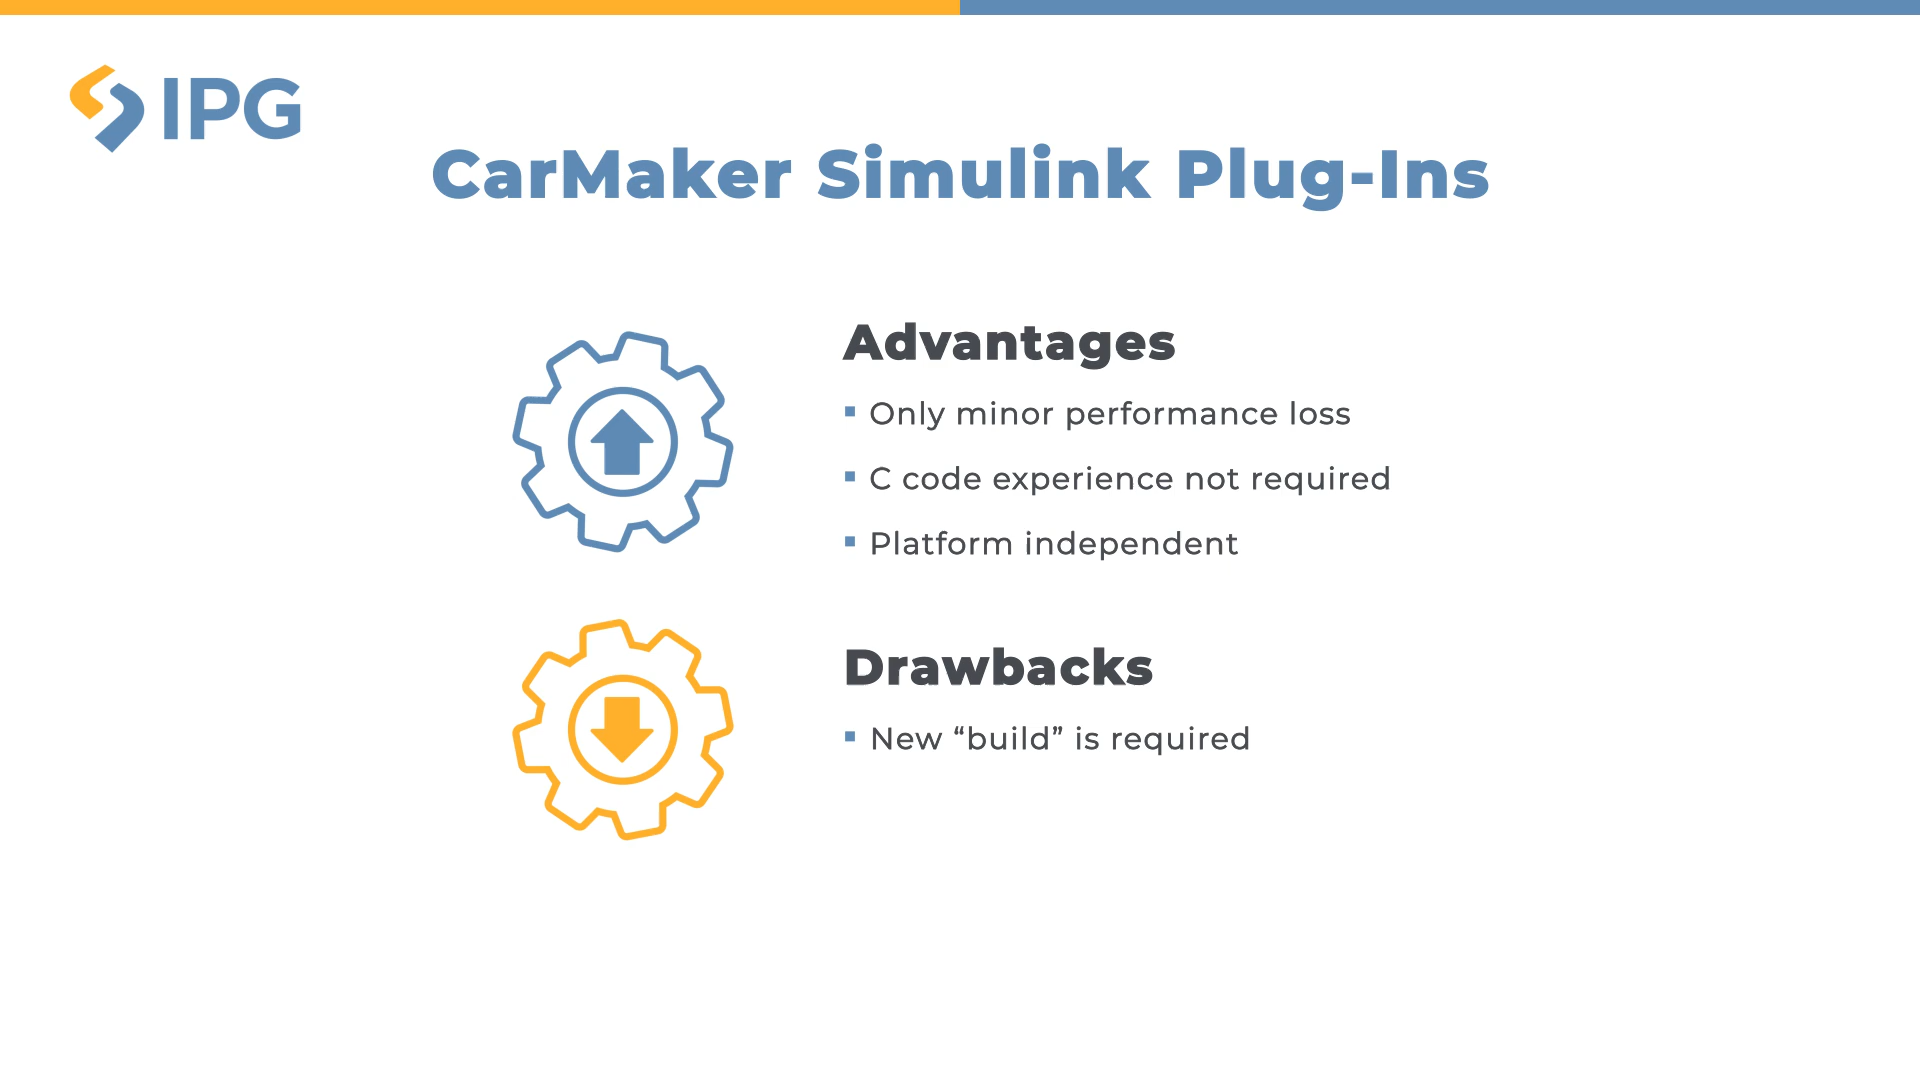 IPG
CarMaker Simulink Plug-Ins
Advantages
▪ Only minor performance loss
▪ C code experience not required
▪ Platform independent
Drawbacks
▪ New “build” is required